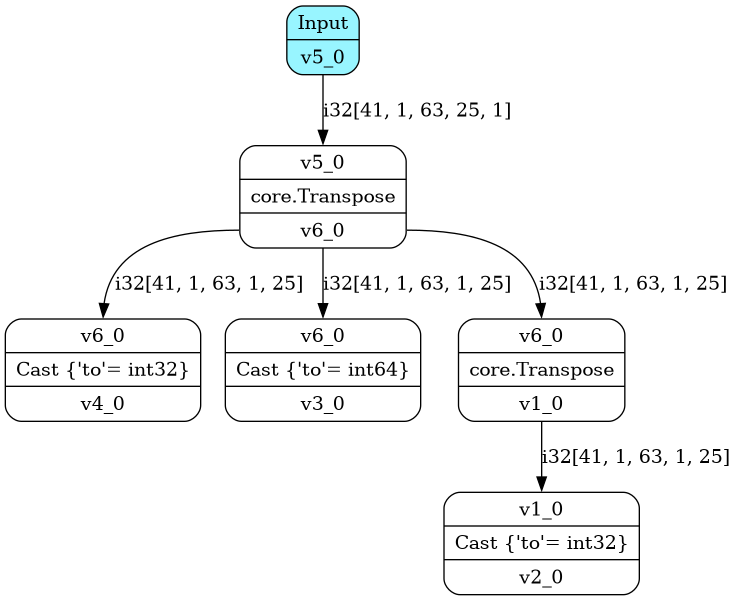 Input
v5_0
i32[41, 1, 63, 25, 1]
v5_0
core.Transpose
v6_0
i32[41, 1, 63, 1, 25]
i32[41, 1, 63, 1, 25]
i32[41, 1, 63, 1, 25]
v6_0
Cast {'to'= int32}
v4_0
v6_0
Cast {'to'= int64}
v3_0
v6_0
core.Transpose
v1_0
i32[41, 1, 63, 1, 25]
v1_0
Cast {'to'= int32}
v2_0